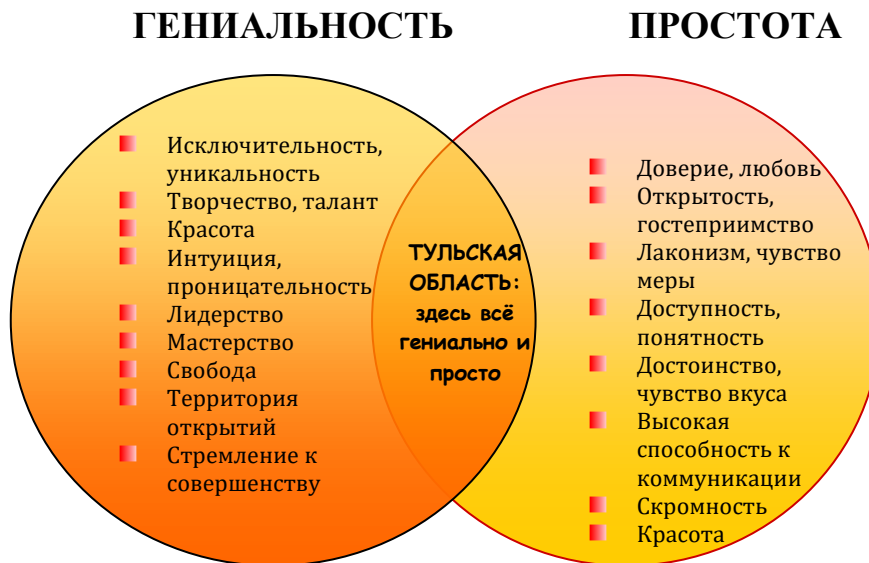 ГЕНИАЛЬНОСТЬ
ПРОСТОТА
Исключительность,
уникальность
Творчество, талант
Красота
Интуиция,
проницательность
Лидерство
Мастерство
Свобода
Территория
открытий
Стремление к
совершенству
ТУЛЬСКАЯ
ОБЛАСТЬ:
здесь всё
гениально и
просто
Доверие, любовь
Открытость,
гостеприимство
Лаконизм, чувство
меры
Доступность,
понятность
Достоинство,
чувство вкуса
Высокая
способность к
коммуникации
Скромность
Красота